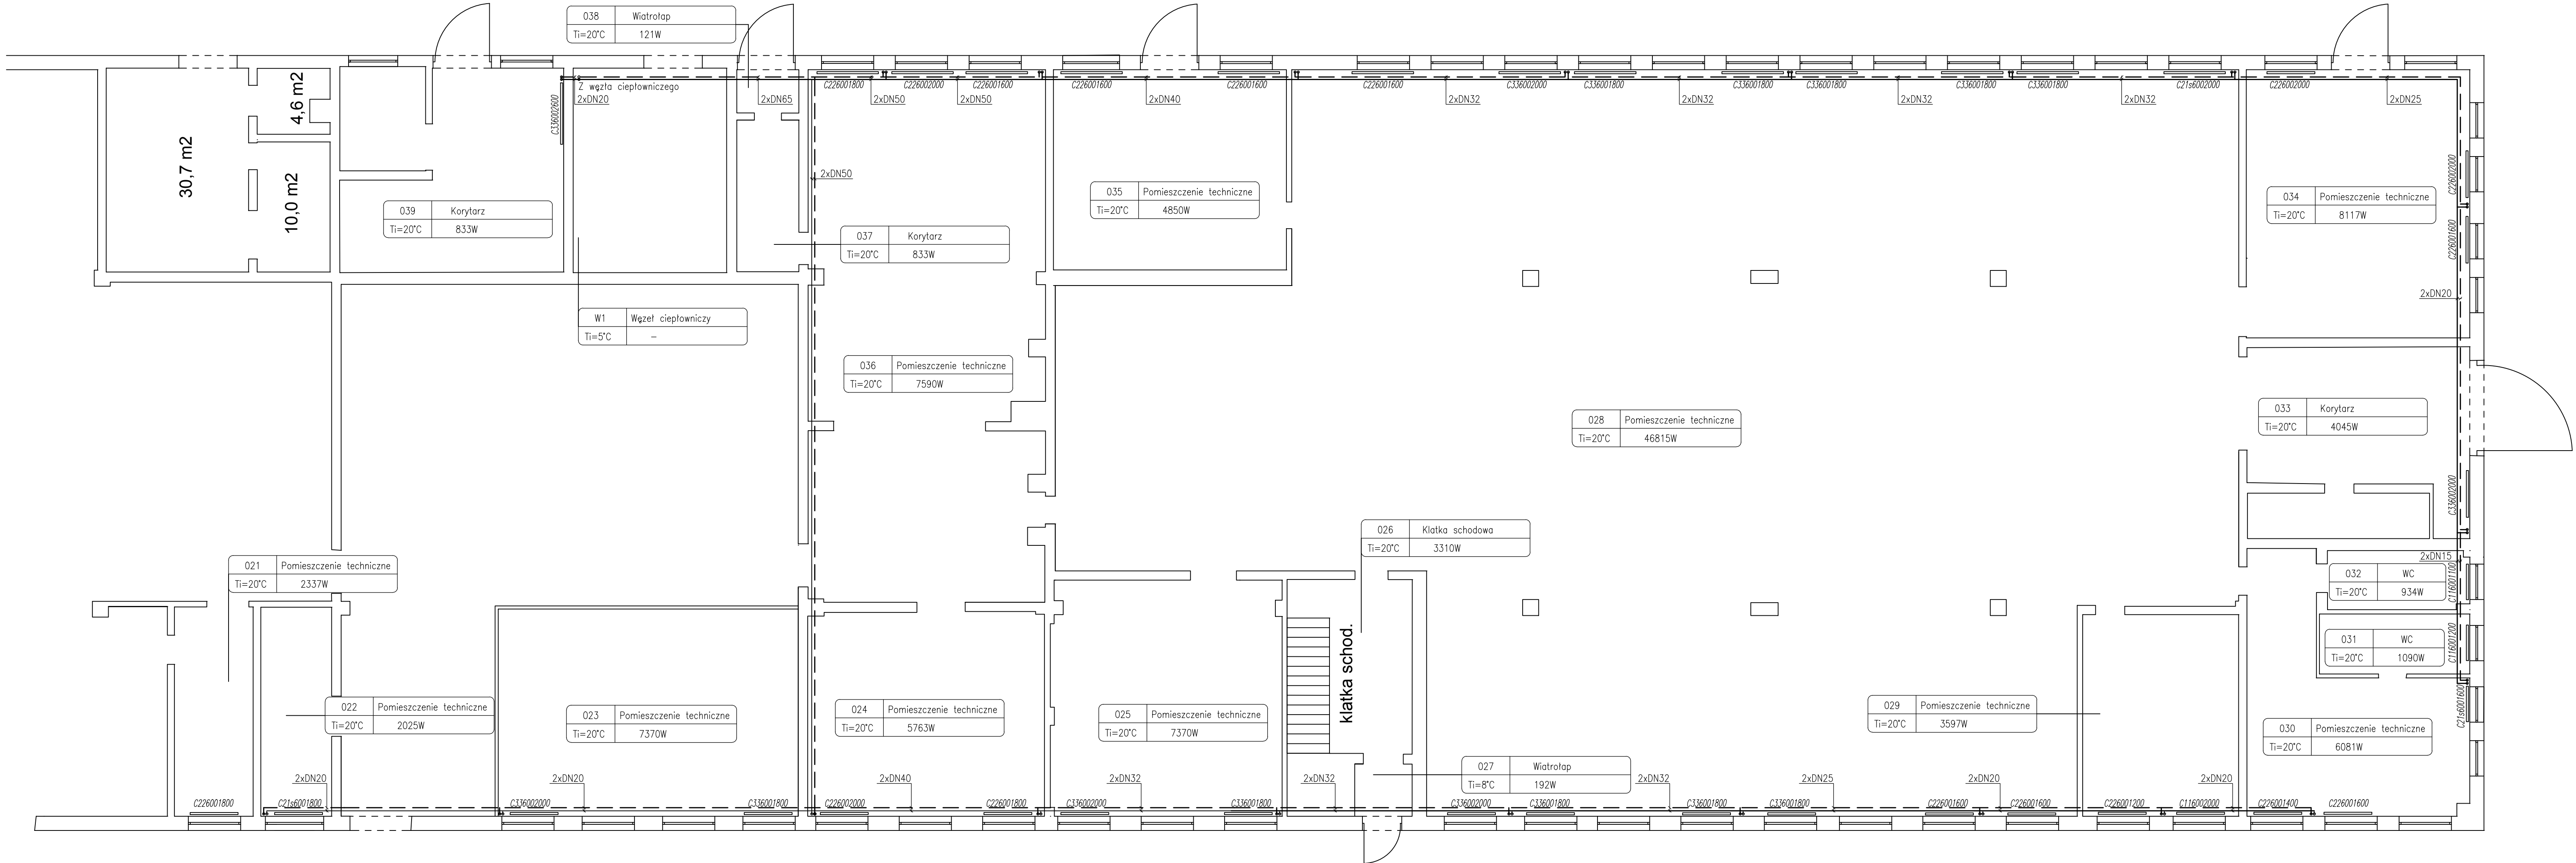 038 Wiatrołap
Ti=20°C 121W
Z węzła ciepłowniczego
2xDN20
2xDN65
C226001800
C226002000
C226001600
2xDN50
2xDN50
C226001600
2xDN40
C226001600
C226001600
2xDN32
C336002000
C336001800
2xDN32
C336001800
C336001800
2xDN32
C336001800
C336001800
2xDN32
C21s6002000
C226002000
2xDN25
4,6 m2
30,7 m2
10,0 m2
C336002600
2xDN50
039 Korytarz
Ti=20°C 833W
035 Pomieszczenie techniczne
Ti=20°C 4850W
034 Pomieszczenie techniczne
Ti=20°C 8117W
C226002000
C226001600
2xDN20
037 Korytarz
Ti=20°C 833W
W1 Węzeł ciepłowniczy
Ti=5°C –
036 Pomieszczenie techniczne
Ti=20°C 7590W
028 Pomieszczenie techniczne
Ti=20°C 46815W
033 Korytarz
Ti=20°C 4045W
C336002000
026 Klatka schodowa
Ti=20°C 3310W
021 Pomieszczenie techniczne
Ti=20°C 2337W
2xDN15
032 WC
Ti=20°C 934W
C116001100
031 WC
Ti=20°C 1090W
C116001200
C21s6001600
klatka schod.
022 Pomieszczenie techniczne
Ti=20°C 2025W
023 Pomieszczenie techniczne
Ti=20°C 7370W
024 Pomieszczenie techniczne
Ti=20°C 5763W
025 Pomieszczenie techniczne
Ti=20°C 7370W
029 Pomieszczenie techniczne
Ti=20°C 3597W
030 Pomieszczenie techniczne
Ti=20°C 6081W
027 Wiatrołap
Ti=8°C 192W
2xDN20
2xDN20
2xDN40
2xDN32
2xDN32
2xDN32
2xDN25
2xDN20
2xDN20
C226001800
C21s6001800
C336002000
C336001800
C226002000
C226001800
C336002000
C336001800
C336002000
C336001800
C336001800
C336001800
C226001600
C226001600
C226001200
C116002000
C226001400
C226001600